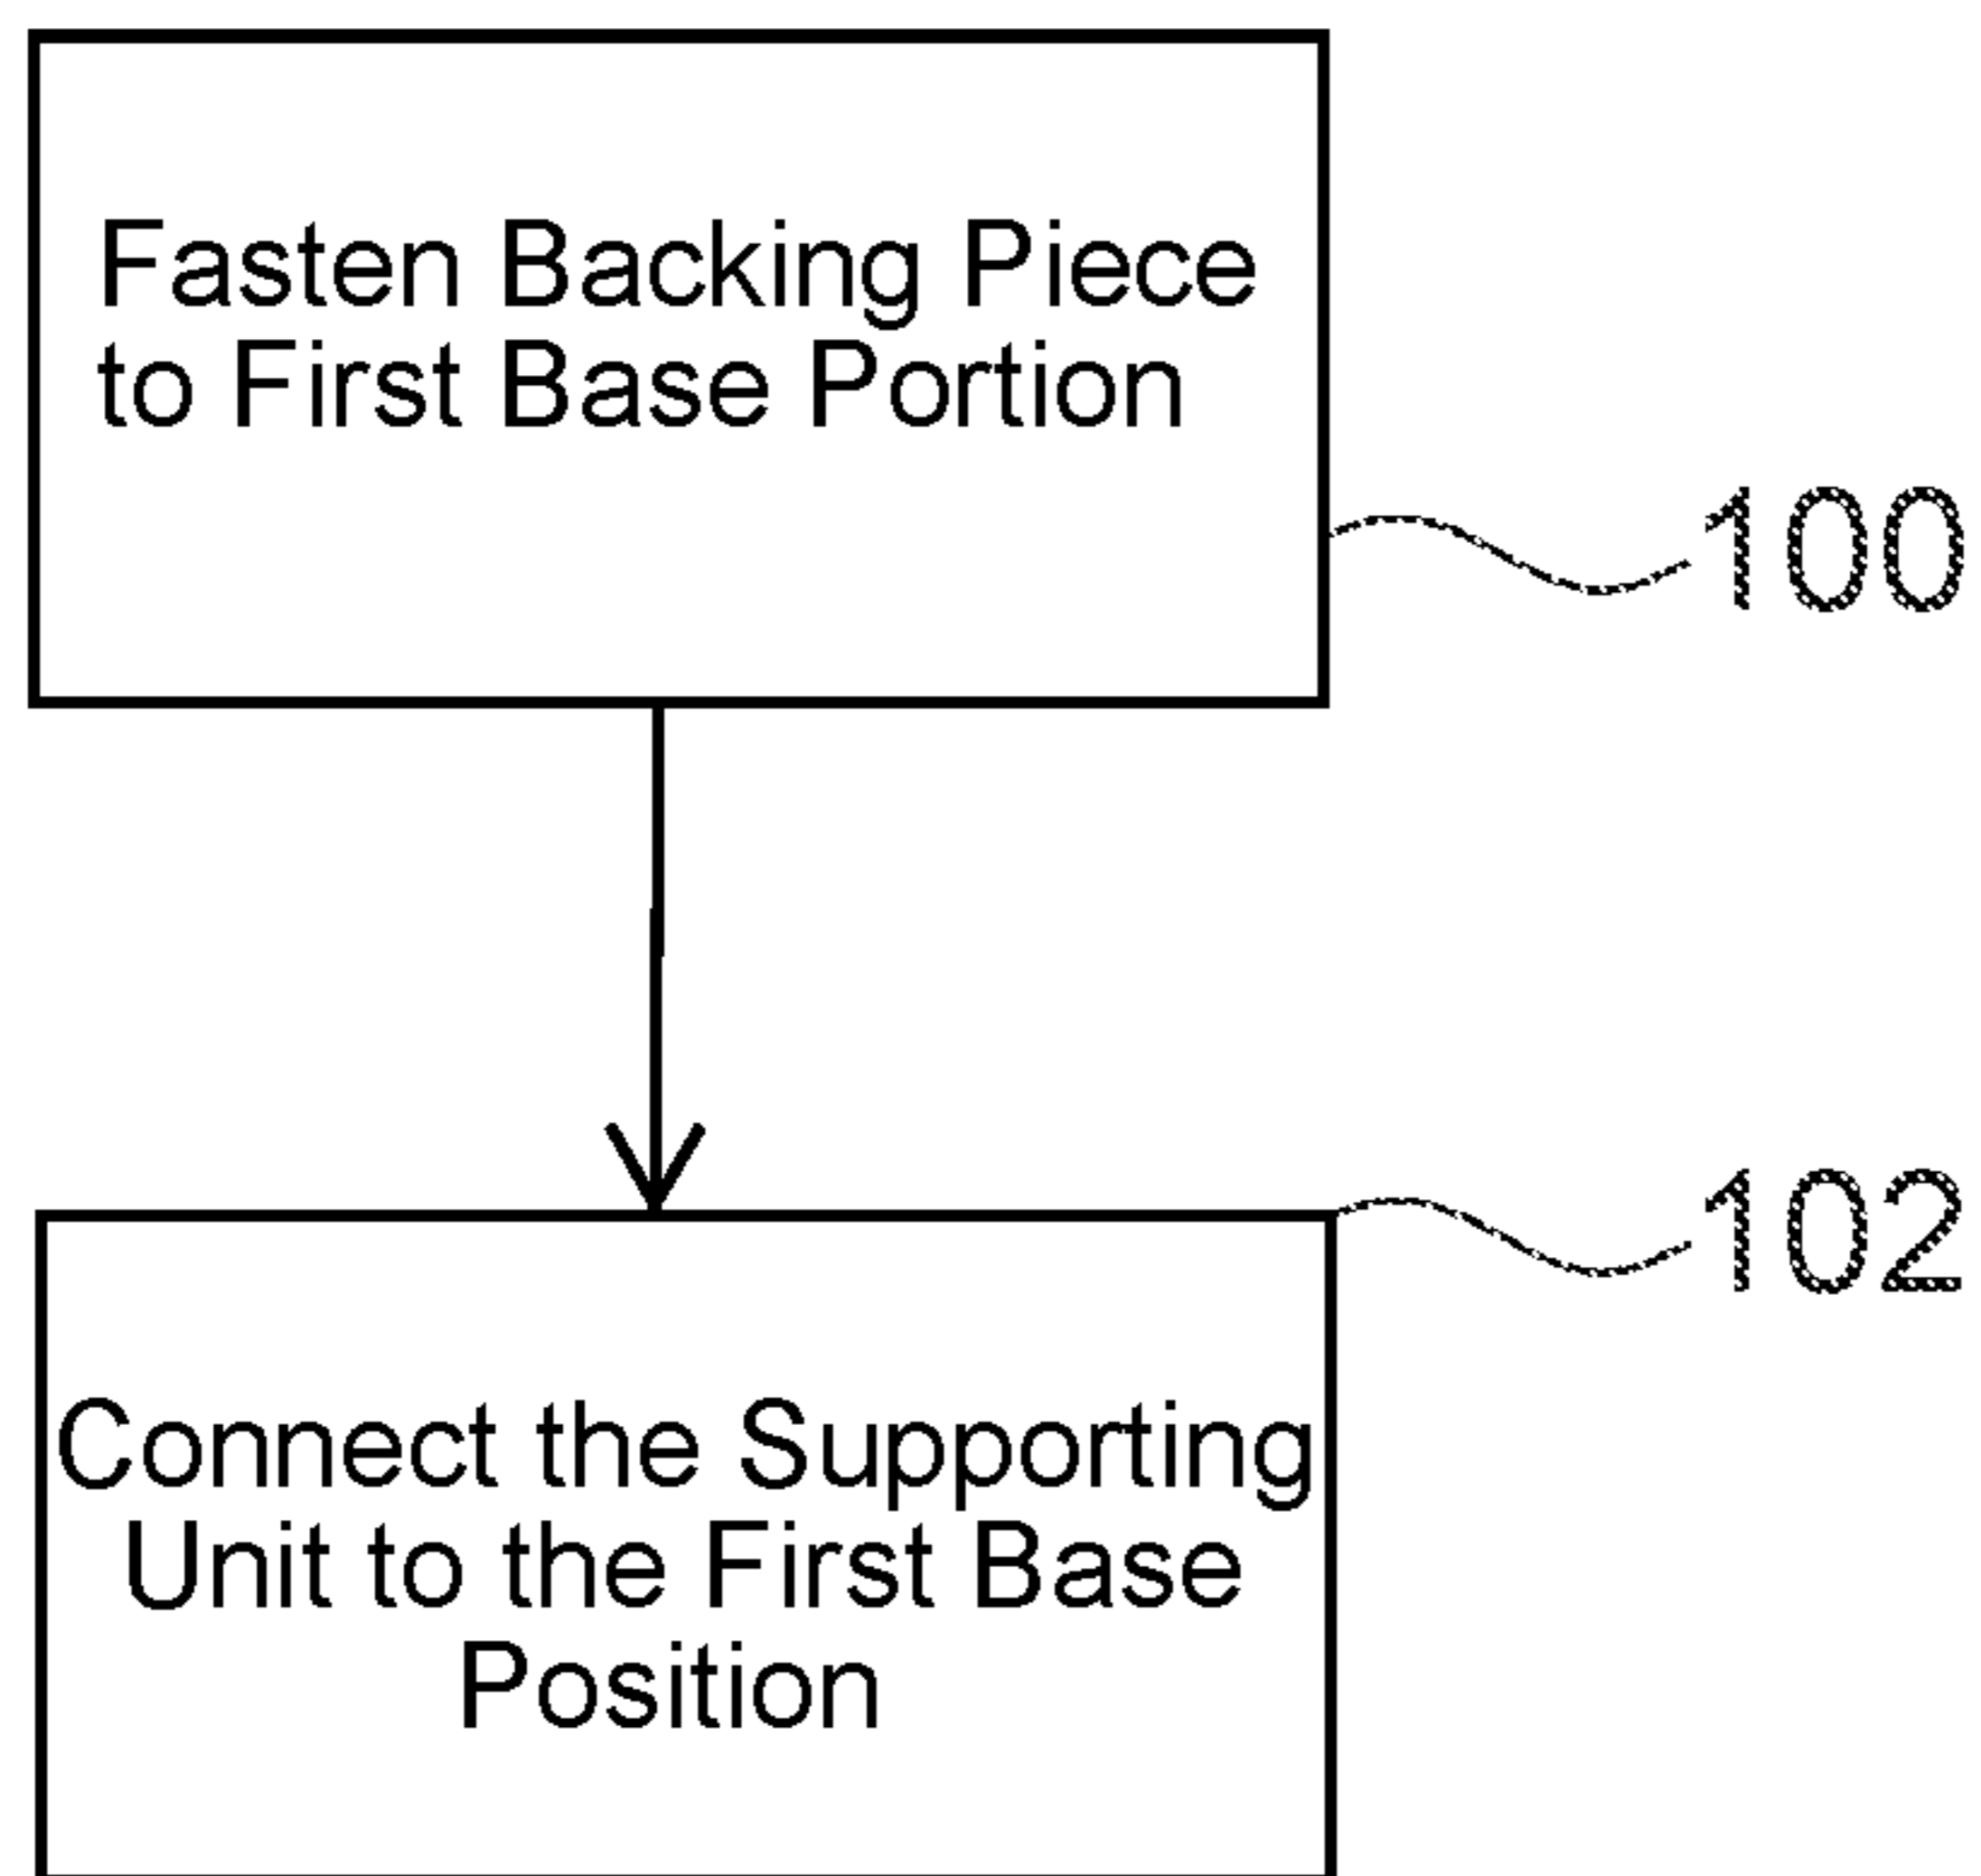 Fasten Backing Piece
to First Base Portion
100
102
Connect the Supporting
Unit to the First Base
Position